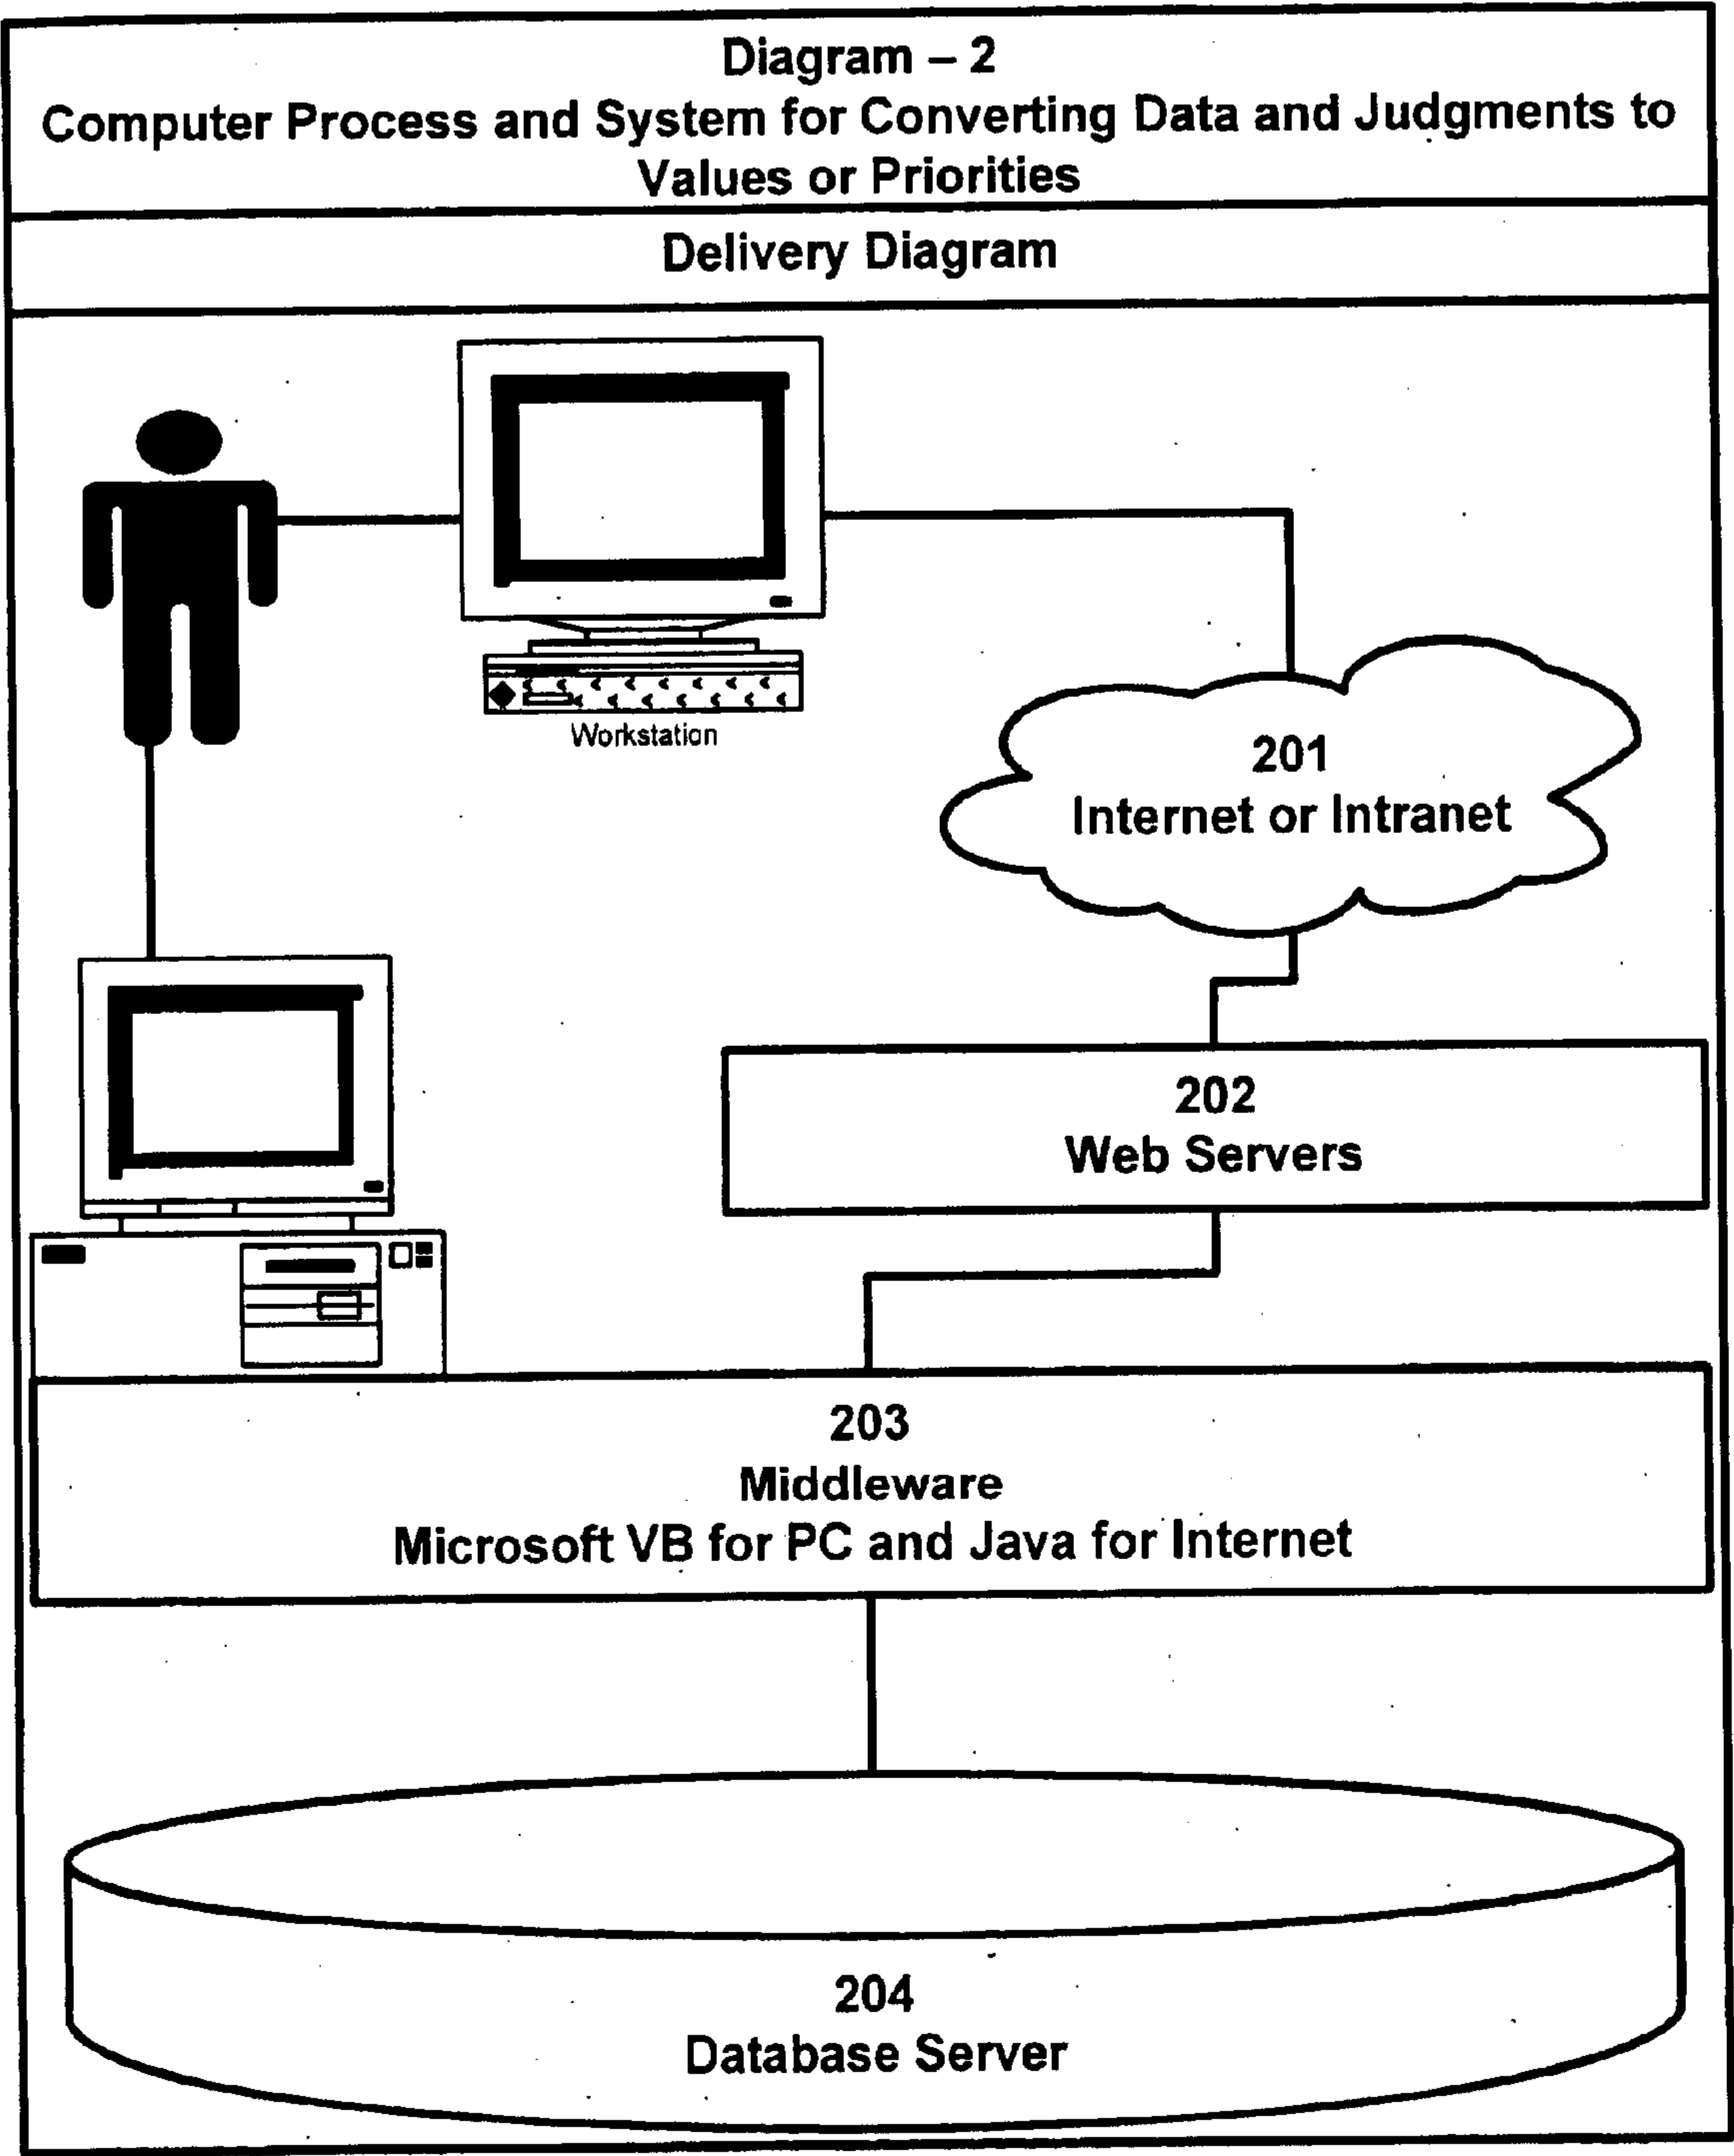 Diagram – 2
Computer Process and System for Converting Data and Judgments to
Values or Priorities
Delivery Diagram
Workstation
201
Internet or Intranet
202
Web Servers
203
Middleware
Microsoft VB for PC and Java for Internet
204
Database Server